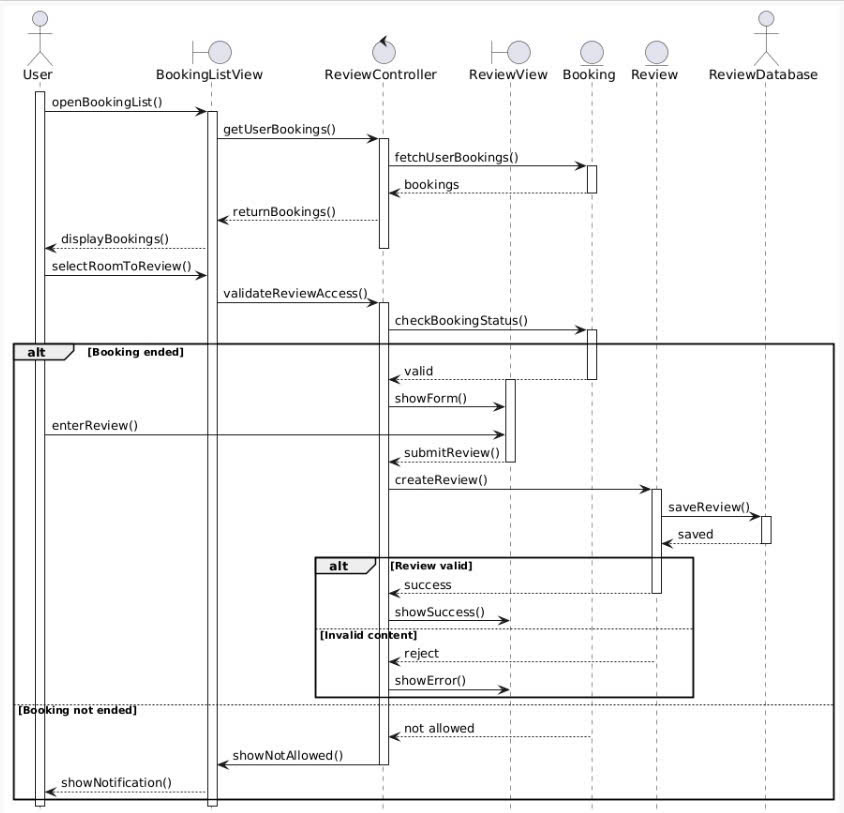 User
BookingListView
ReviewController
ReviewView
Booking
Review
ReviewDatabase
openBookingList()
getUserBookings()
fetchUserBookings()
bookings
returnBookings()
displayBookings()
selectRoomToReview()
validateReviewAccess()
checkBookingStatus()
alt [Booking ended]
valid
showForm()
enterReview()
submitReview()
createReview()
saveReview()
saved
alt [Review valid]
success
showSuccess()
[Invalid content]
reject
showError()
[Booking not ended]
not allowed
showNotAllowed()
showNotification()